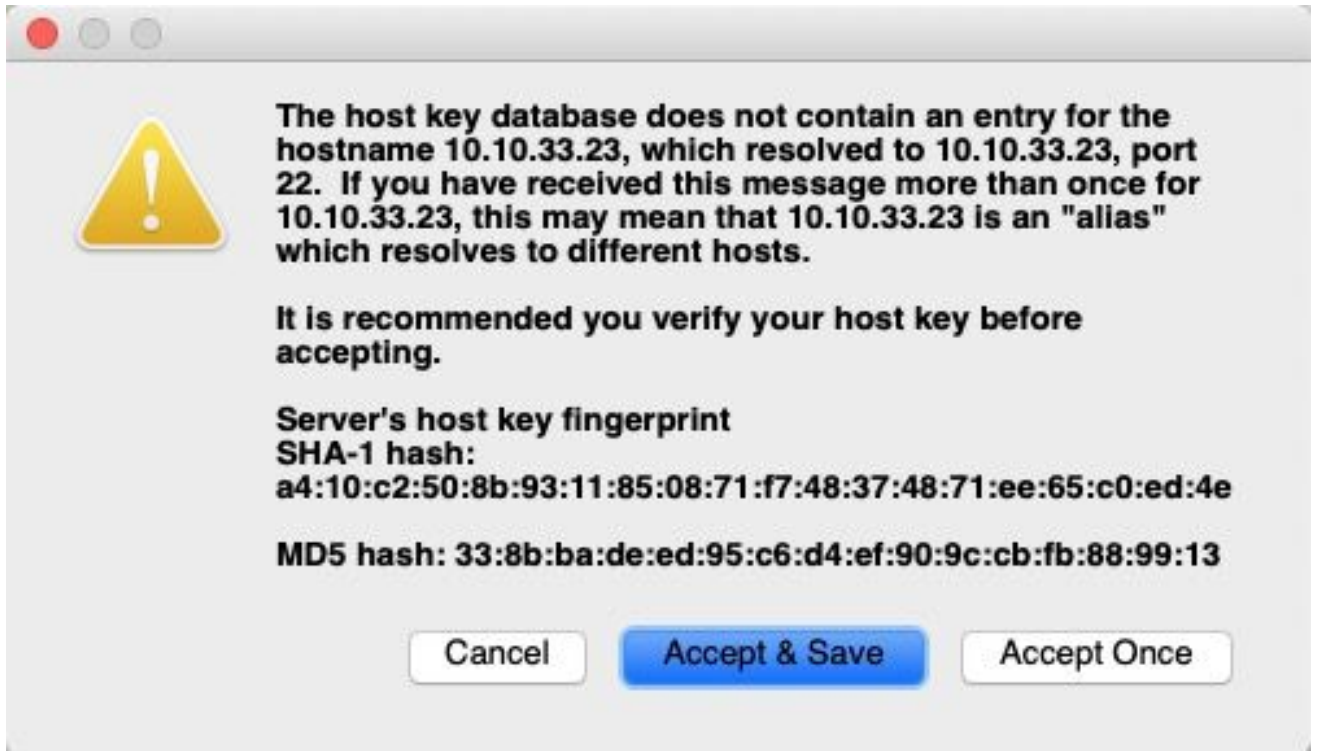 The host key database does not contain an entry for the
hostname 10.10.33.23, which resolved to 10.10.33.23, port
22.  If you have received this message more than once for
10.10.33.23, this may mean that 10.10.33.23 is an "alias"
which resolves to different hosts.
It is recommended you verify your host key before
accepting.
Server's host key fingerprint
SHA-1 hash:
a4:10:c2:50:8b:93:11:85:08:71:f7:48:37:48:71:ee:65:c0:ed:4e
MD5 hash: 33:8b:ba:de:ed:95:c6:d4:ef:90:9c:cb:fb:88:99:13
Cancel Accept & Save Accept Once